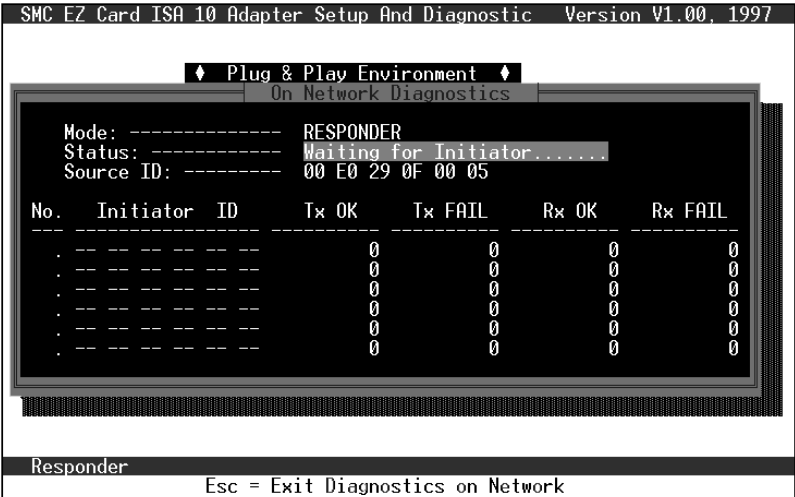 SMC EZ Card ISA 10 Adapter Setup And Diagnostic Version V1.00, 1997
♦ Plug & Play Environment ♦
On Network Diagnostics
Mode: -------------- RESPONDER
Status: ------------ Waiting for Initiator.......
Source ID: --------- 00 E0 29 0F 00 05
No. Initiator ID Tx OK Tx FAIL Rx OK Rx FAIL
--- ----------------- ---------- ---------- ---------- ----------
. -- -- -- -- -- -- 0 0 0 0
. -- -- -- -- -- -- 0 0 0 0
. -- -- -- -- -- -- 0 0 0 0
. -- -- -- -- -- -- 0 0 0 0
. -- -- -- -- -- -- 0 0 0 0
. -- -- -- -- -- -- 0 0 0 0
Responder
Esc = Exit Diagnostics on Network